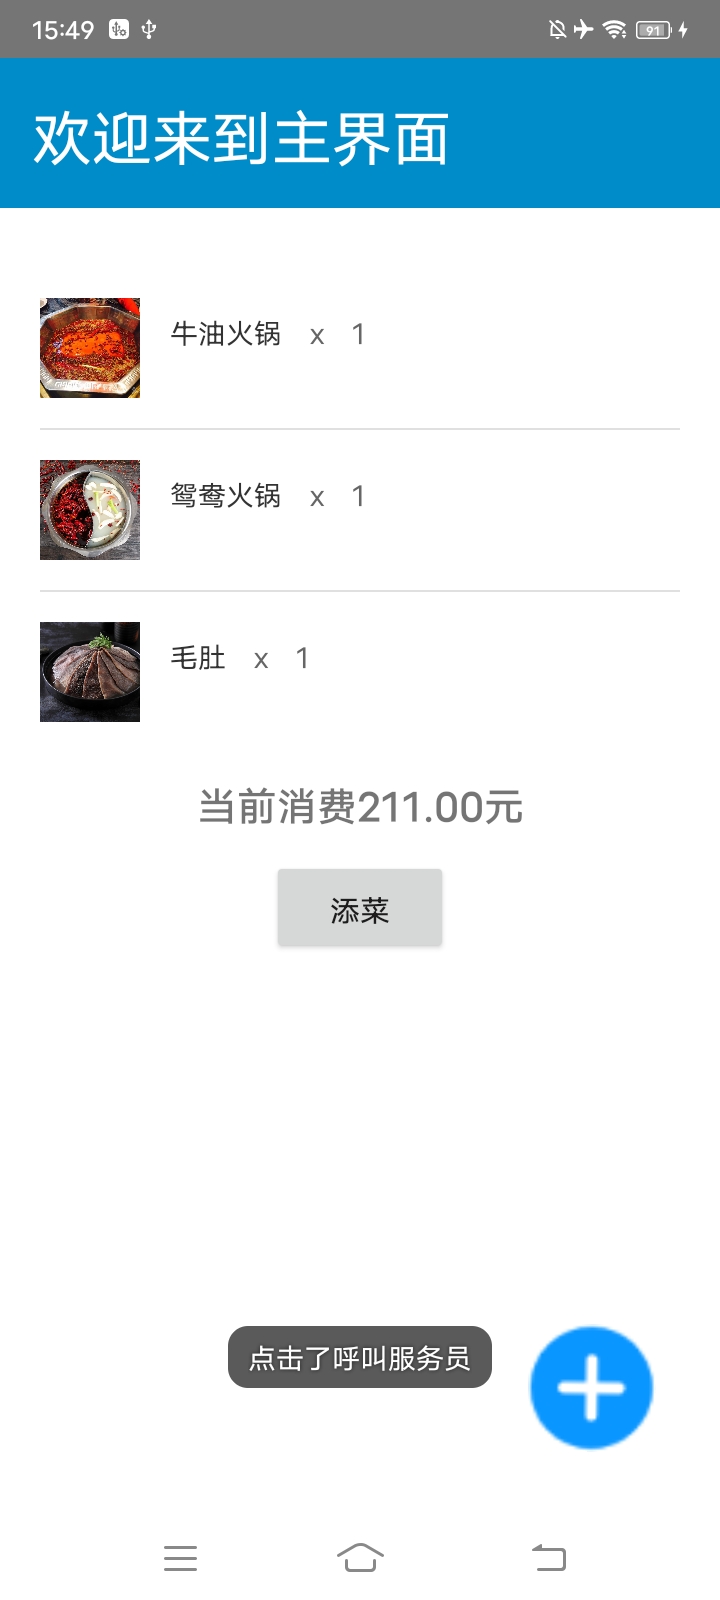 15:49
91
欢迎来到主界面
牛油火锅 x 1
鸳鸯火锅 x 1
毛肚 x 1
当前消费211.00元
添菜
点击了呼叫服务员